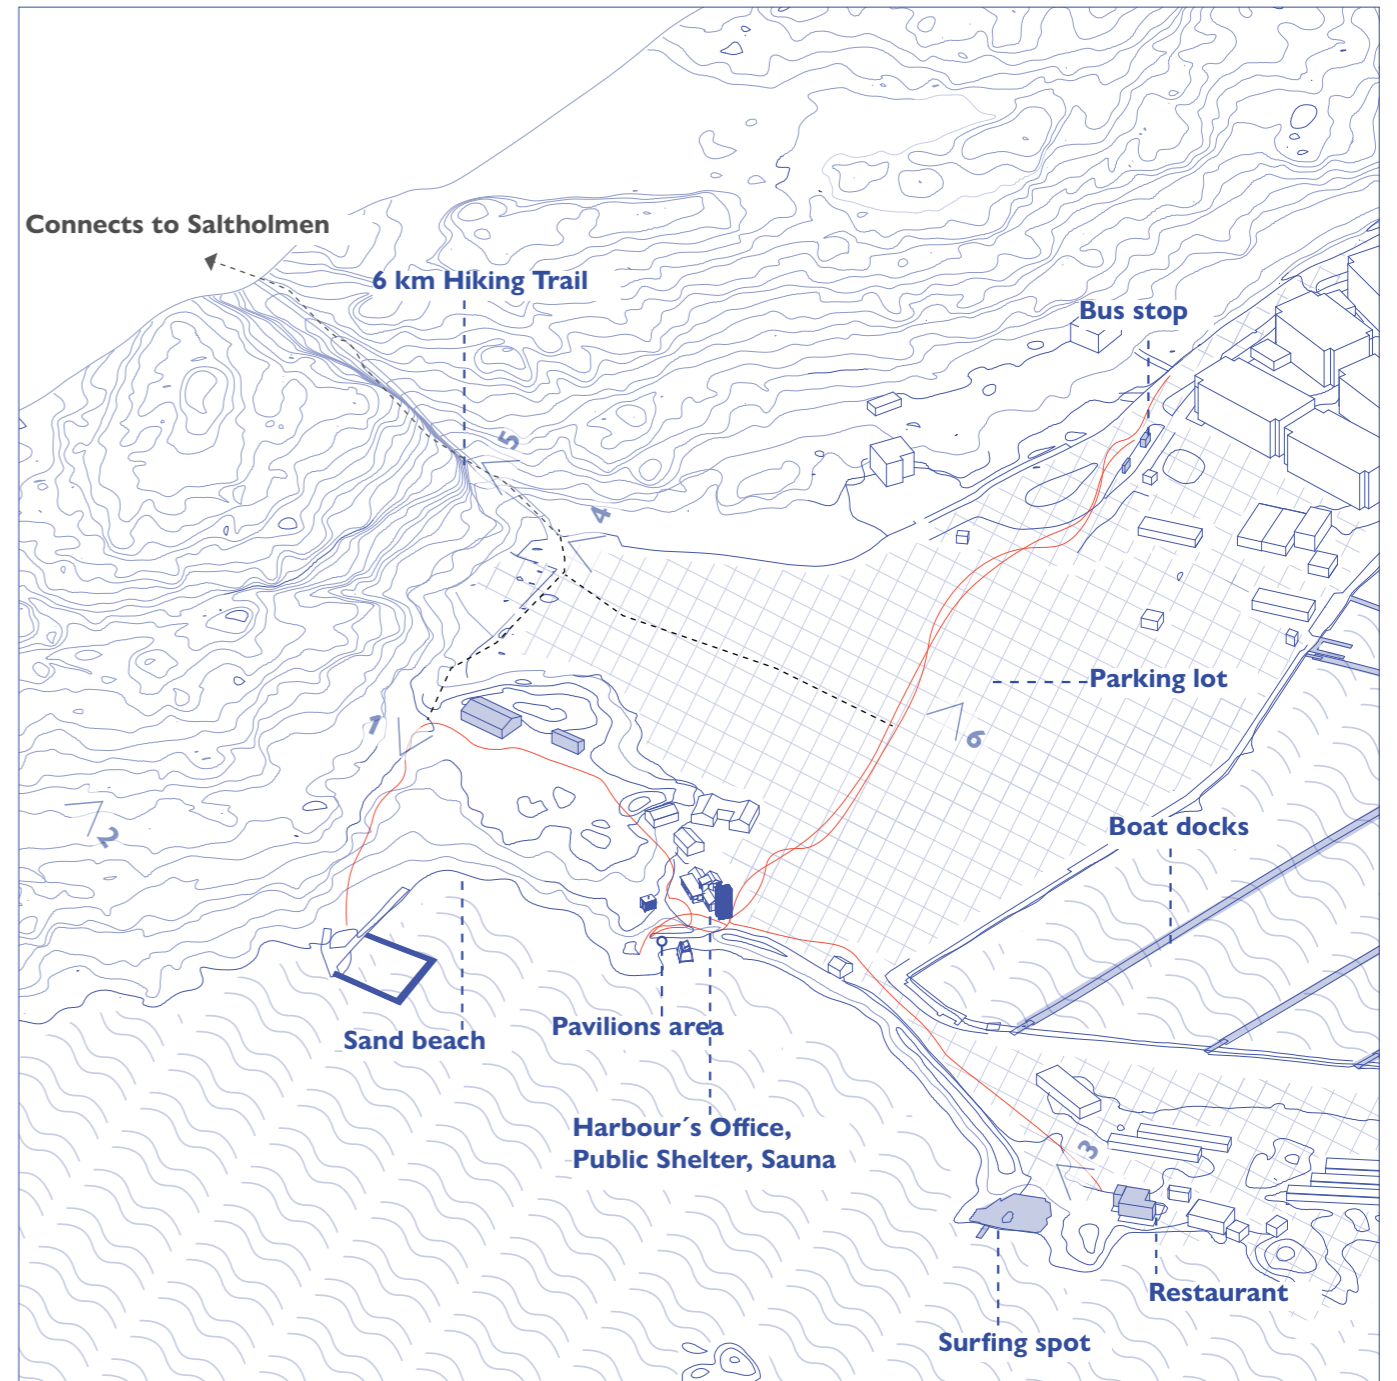 Connects to Saltholmen
6 km Hiking Trail
Bus stop
5
4
Parking lot
1
6
2
Boat docks
Pavilions area
Sand beach
Harbour´s Office,
Public Shelter, Sauna
3
Restaurant
Surfing spot